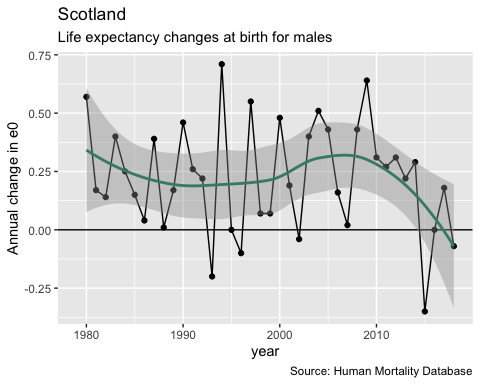 Scotland
Life expectancy changes at birth for males
Annual change in e0
0.75
0.50
0.25
0.00
-0.25
1980
1990
2000
2010
year
Source: Human Mortality Database